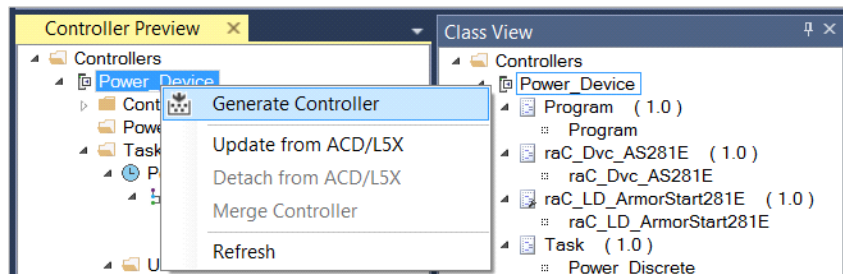 Controller Preview ×
Controllers
Power_Device
Cont
Powe
Task
P
U
Generate Controller
Update from ACD/L5X
Detach from ACD/L5X
Merge Controller
Refresh
Class View
Controllers
Power_Device
Program (1.0)
Program
raC_Dvc_AS281E (1.0)
raC_Dvc_AS281E
raC_LD_ArmorStart281E (1.0)
raC_LD_ArmorStart281E
Task (1.0)
Power_Discrete